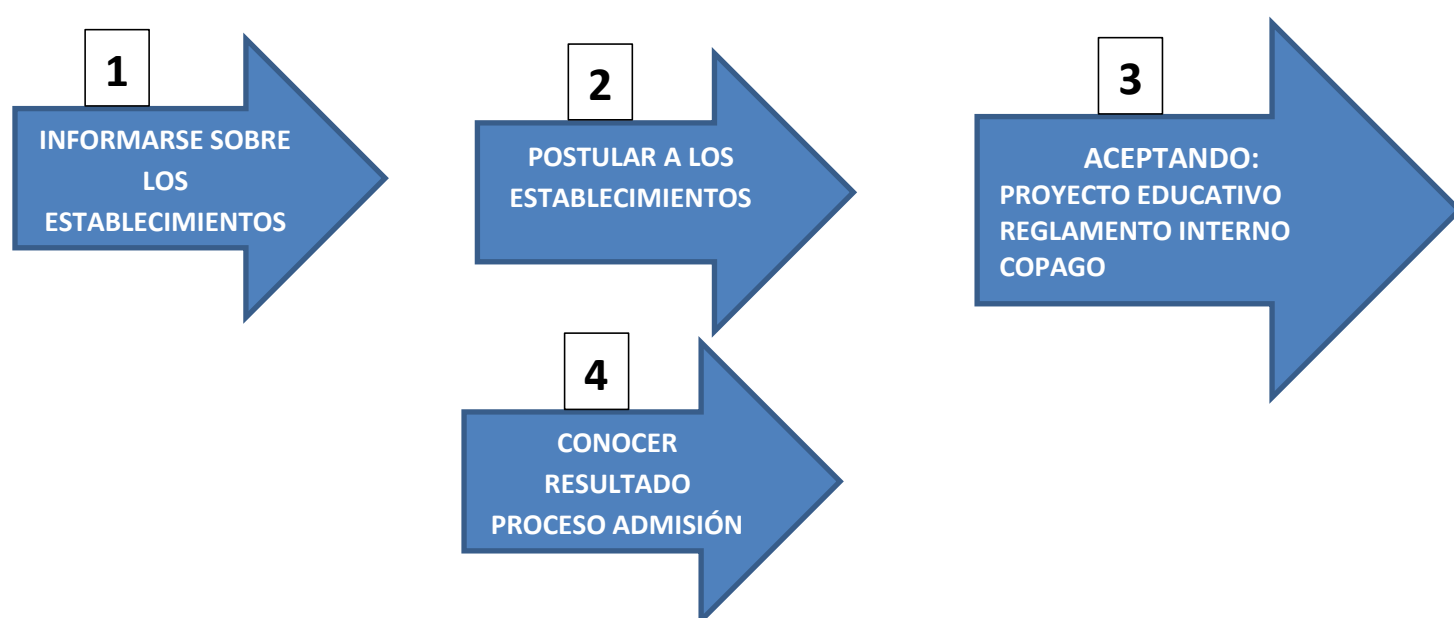 1
INFORMARSE SOBRE
LOS
ESTABLECIMIENTOS
2
POSTULAR A LOS
ESTABLECIMIENTOS
3
ACEPTANDO:
PROYECTO EDUCATIVO
REGLAMENTO INTERNO
COPAGO
4
CONOCER
RESULTADO
PROCESO ADMISIÓN